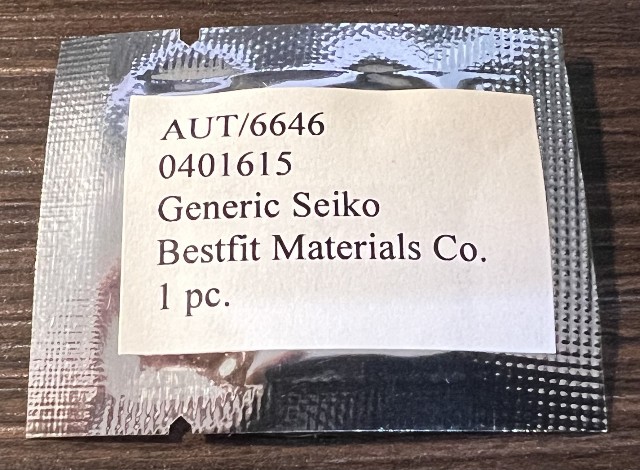 AUT/6646
0401615
Generic Seiko
Bestfit Materials Co.
1 pc.